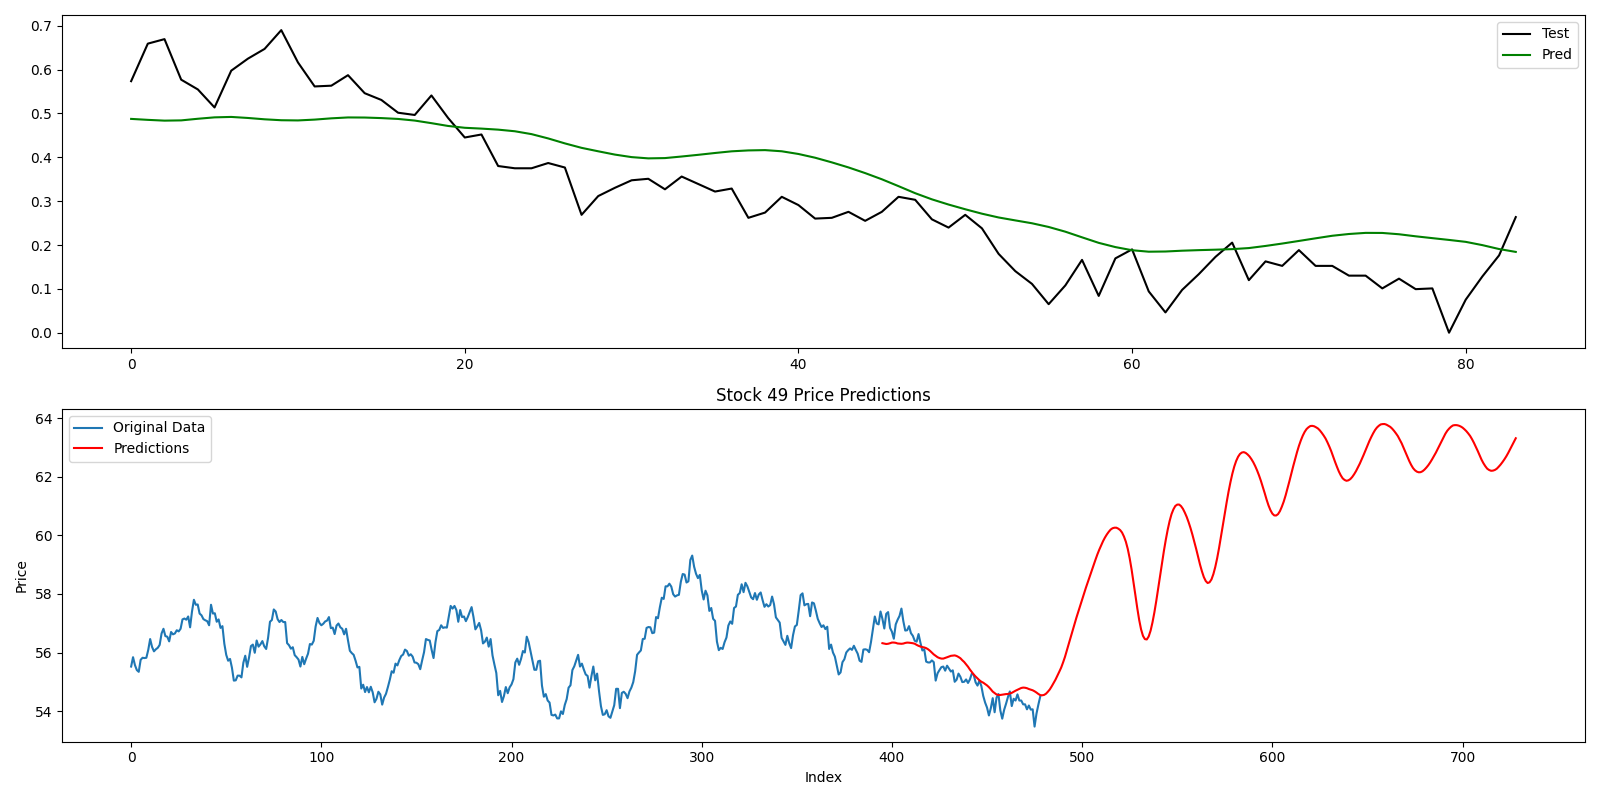 0.7
0.6
0.5
0.4
0.3
0.2
0.1
0.0
Test
Pred
0 20 40 60 80
Stock 49 Price Predictions
64
62
60
58
56
54
Price
Original Data
Predictions
0 100 200 300 400 500 600 700
Index